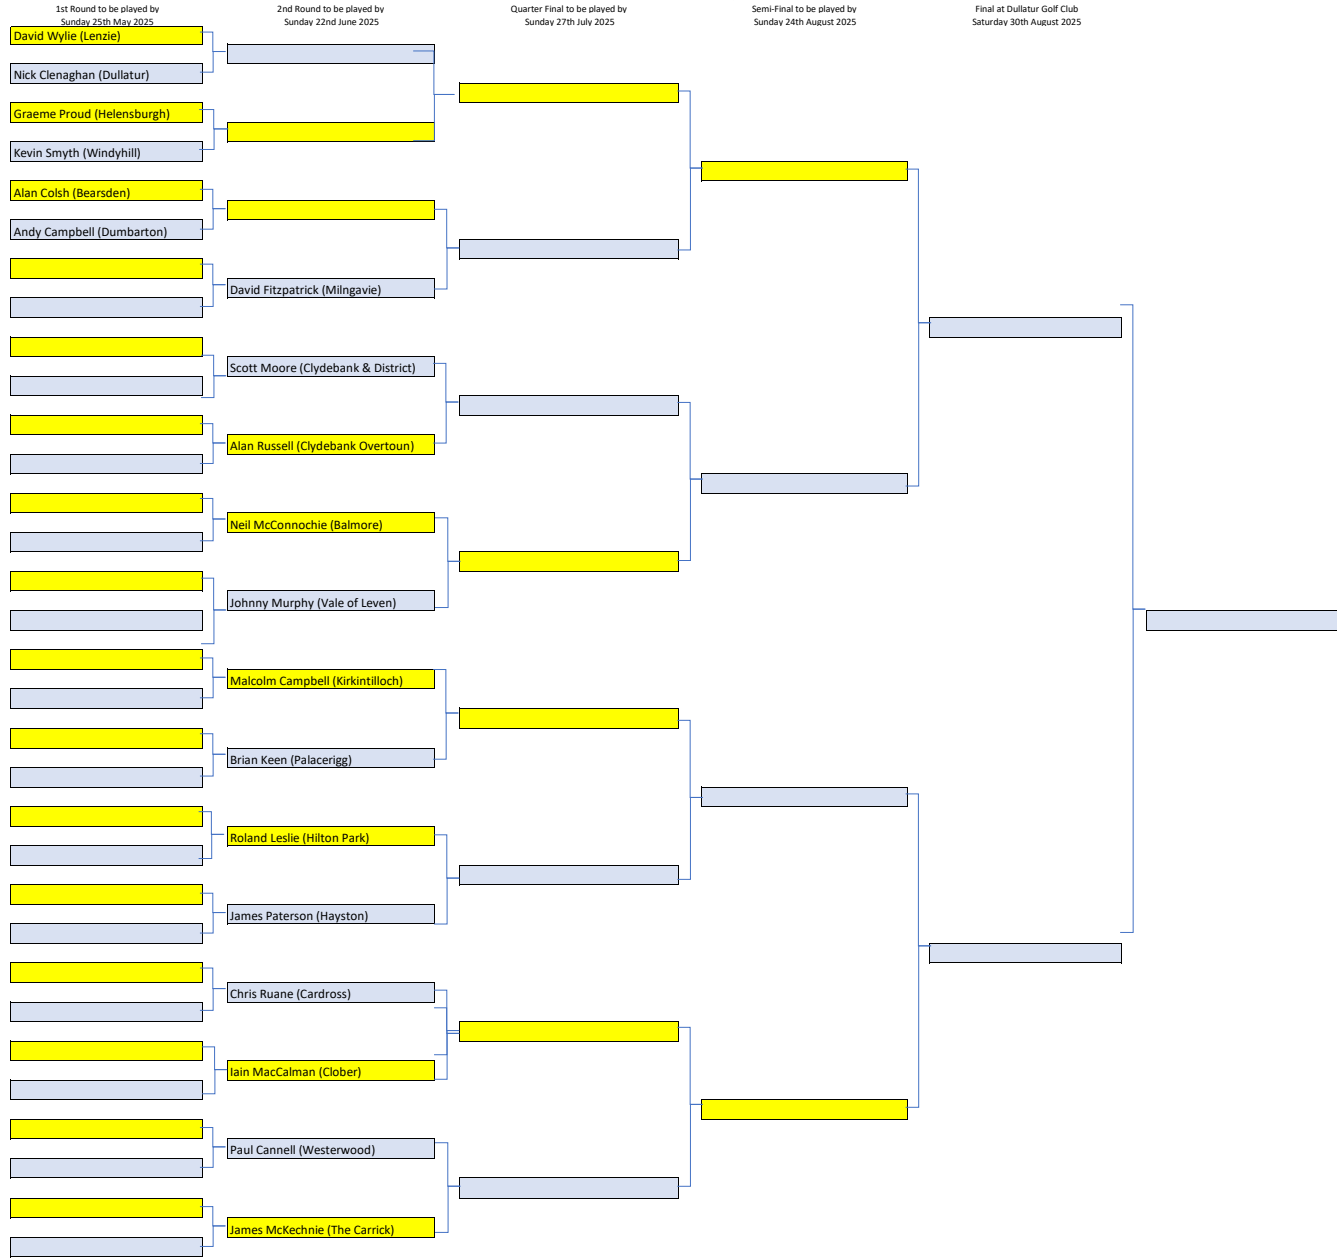 1st Round to be played by
Sunday 25th May 2025
2nd Round to be played by
Sunday 22nd June 2025
Quarter Final to be played by
Sunday 27th July 2025
Semi-Final to be played by
Sunday 24th August 2025
Final at Dullatur Golf Club
Saturday 30th August 2025
David Wylie (Lenzie)
Nick Clenaghan (Dullatur)
Graeme Proud (Helensburgh)
Kevin Smyth (Windyhill)
Alan Colsh (Bearsden)
Andy Campbell (Dumbarton)
David Fitzpatrick (Milngavie)
Scott Moore (Clydebank & District)
Alan Russell (Clydebank Overtoun)
Neil McConnochie (Balmore)
Johnny Murphy (Vale of Leven)
Malcolm Campbell (Kirkintilloch)
Brian Keen (Palacerigg)
Roland Leslie (Hilton Park)
James Paterson (Hayston)
Chris Ruane (Cardross)
Iain MacCalman (Clober)
Paul Cannell (Westerwood)
James McKechnie (The Carrick)